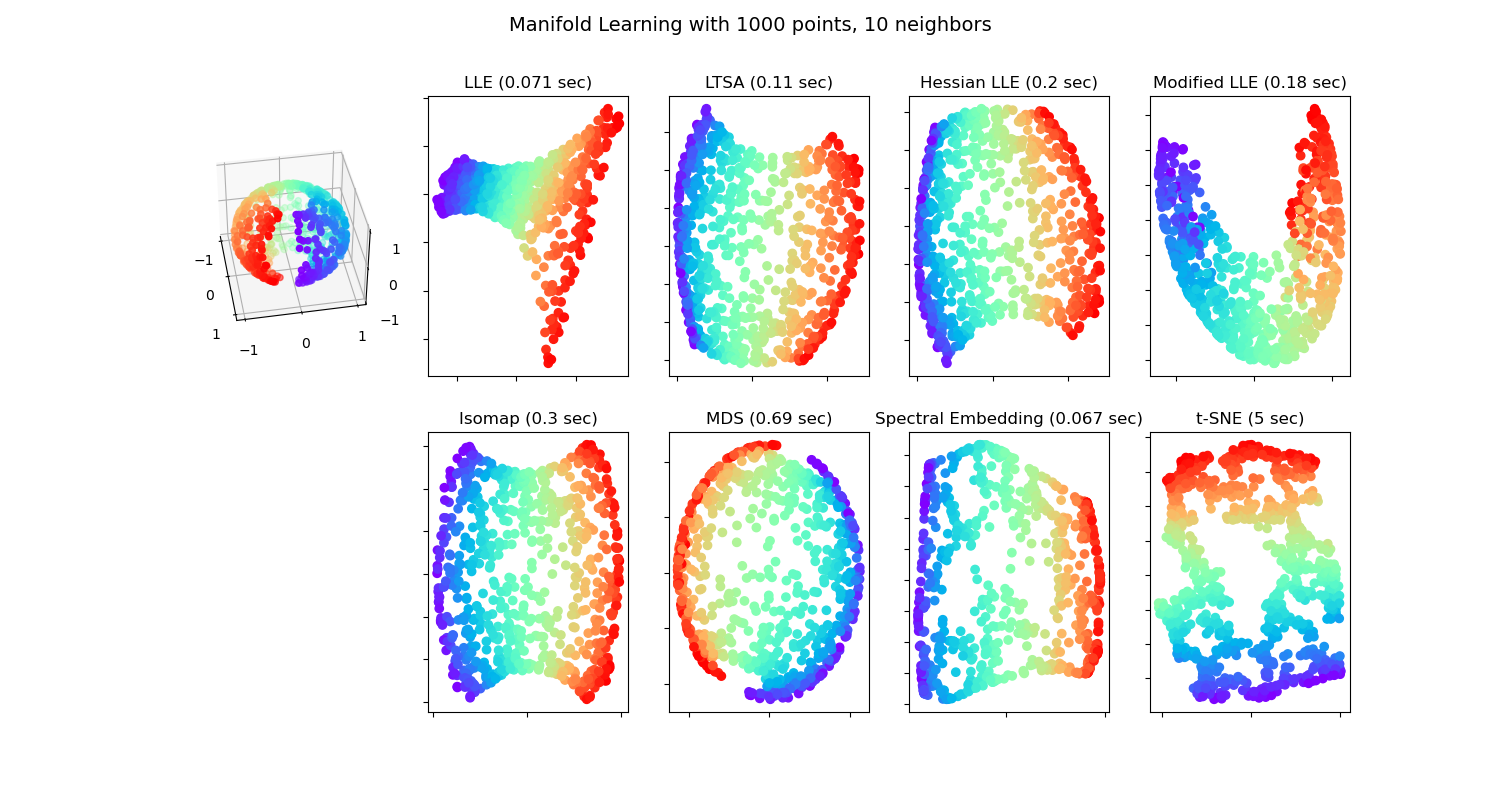 Manifold Learning with 1000 points, 10 neighbors
LLE (0.071 sec)
LTSA (0.11 sec)
Hessian LLE (0.2 sec)
Modified LLE (0.18 sec)
−1
0
1
−1
0
1
1
0
−1
Isomap (0.3 sec)
MDS (0.69 sec)
Spectral Embedding (0.067 sec)
t-SNE (5 sec)